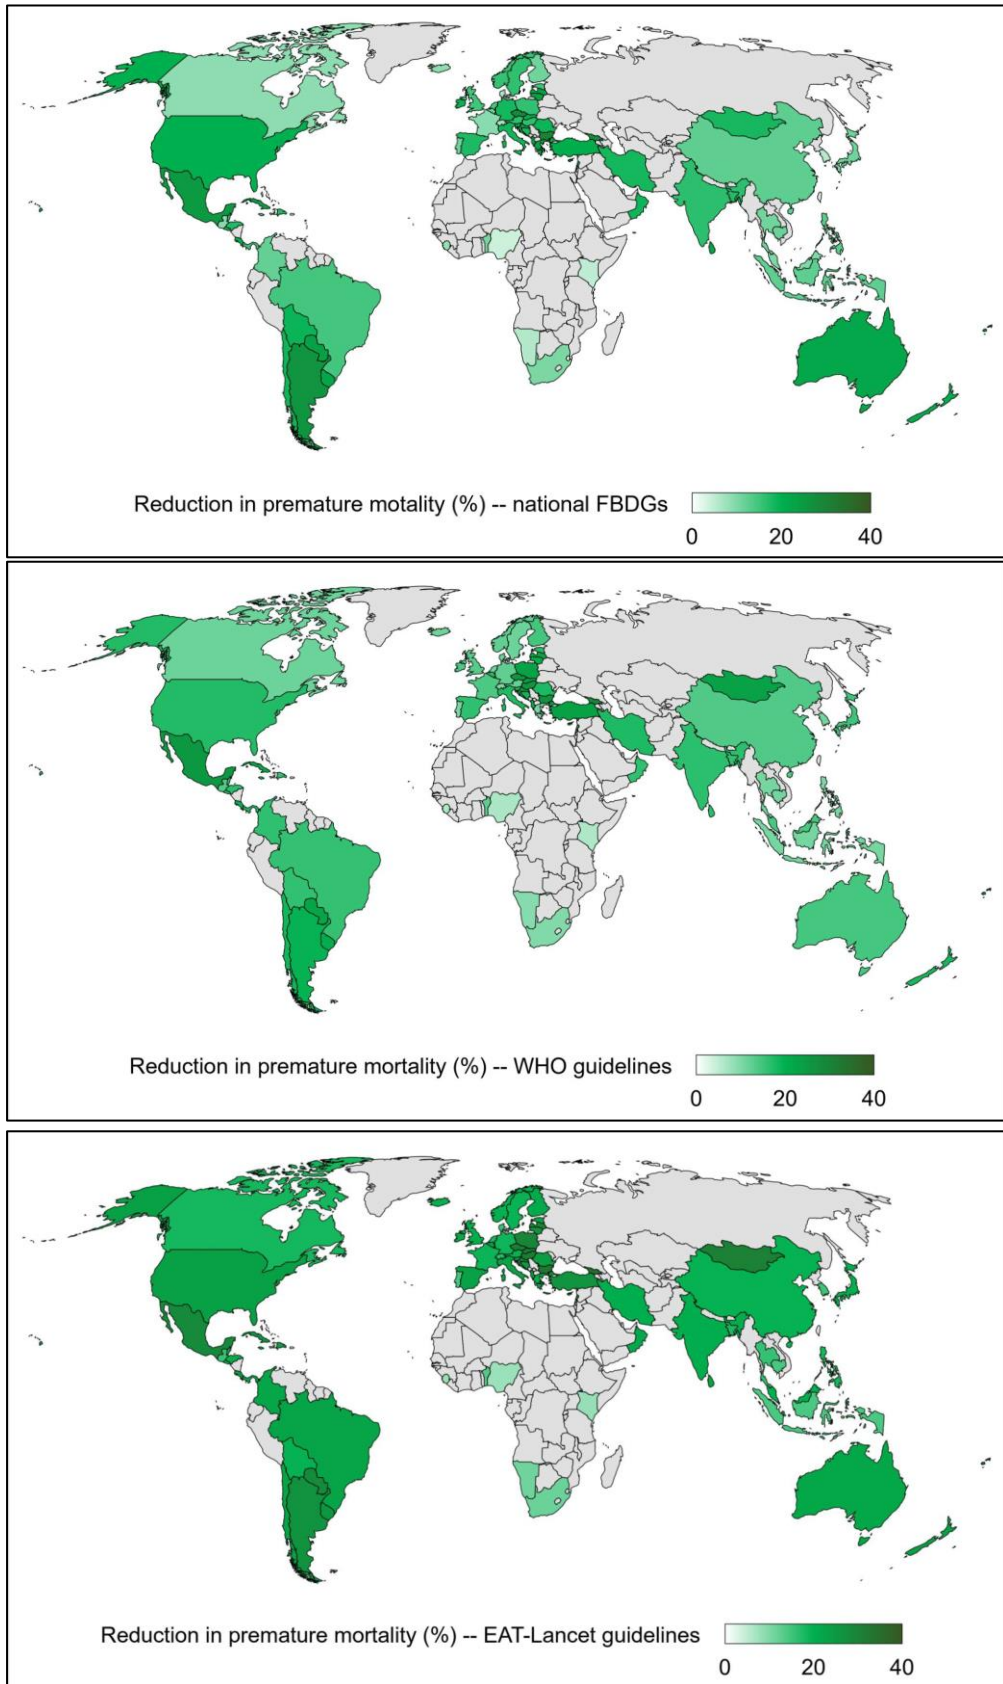 Reduction in premature motality (%) -- national FBDGs
0 20 40
Reduction in premature mortality (%) -- WHO guidelines
0 20 40
Reduction in premature mortality (%) -- EAT-Lancet guidelines
0 20 40